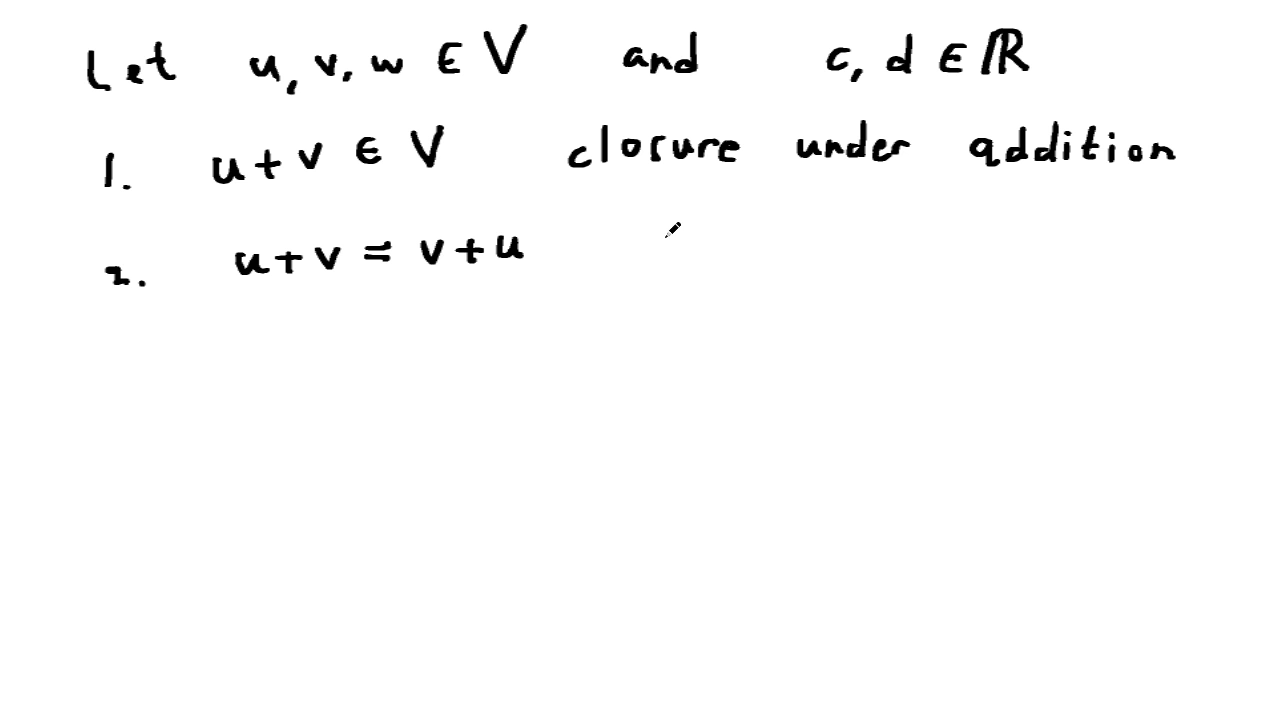 Let u, v, w ∈ V and c, d ∈ ℝ
1. u + v ∈ V closure under addition
2. u + v = v + u